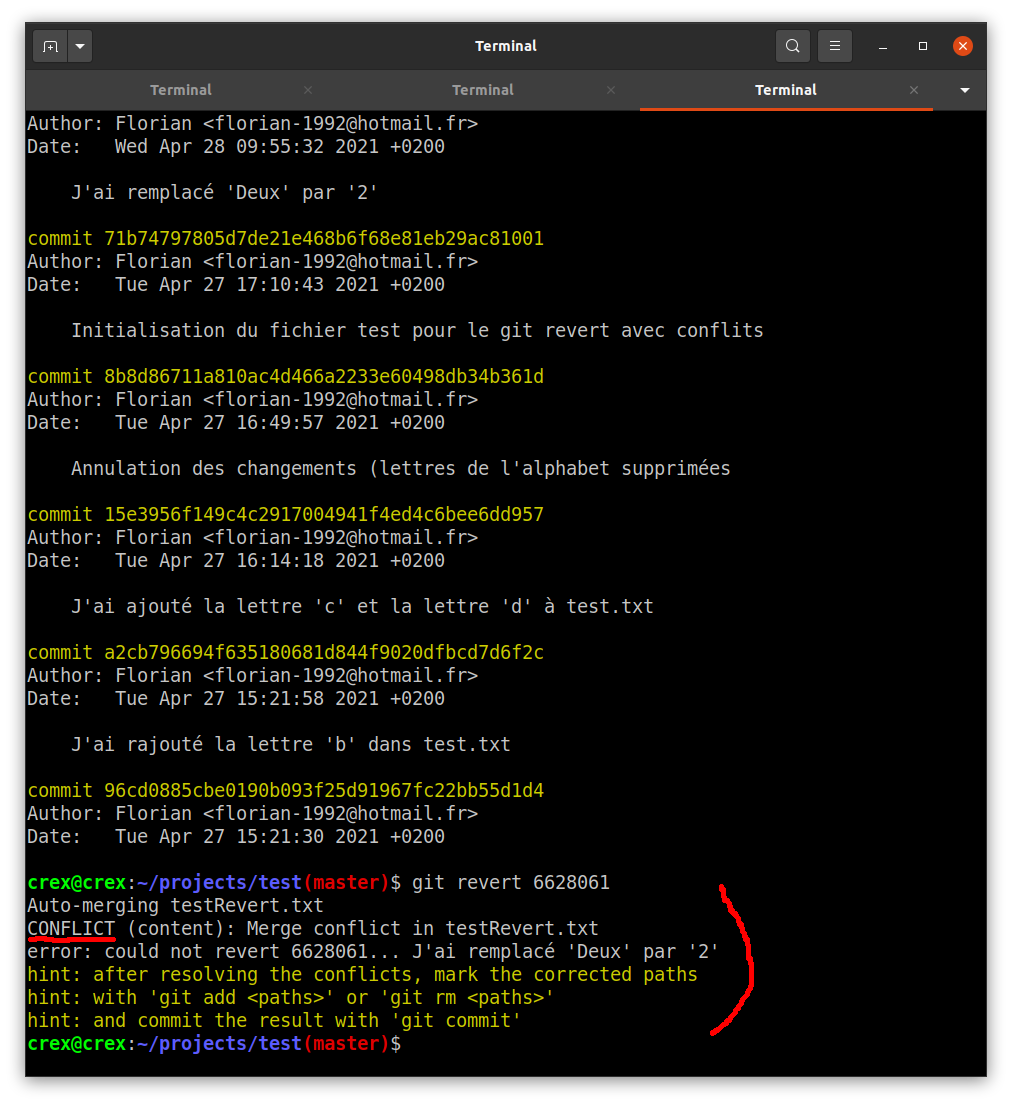 Terminal
Terminal Terminal Terminal
Author: Florian <florian-1992@hotmail.fr>
Date:   Wed Apr 28 09:55:32 2021 +0200
    J'ai remplacé 'Deux' par '2'
commit 71b74797805d7de21e468b6f68e81eb29ac81001
Author: Florian <florian-1992@hotmail.fr>
Date:   Tue Apr 27 17:10:43 2021 +0200
    Initialisation du fichier test pour le git revert avec conflits
commit 8b8d86711a810ac4d466a2233e60498db34b361d
Author: Florian <florian-1992@hotmail.fr>
Date:   Tue Apr 27 16:49:57 2021 +0200
    Annulation des changements (lettres de l'alphabet supprimées
commit 15e3956f149c4c2917004941f4ed4c6bee6dd957
Author: Florian <florian-1992@hotmail.fr>
Date:   Tue Apr 27 16:14:18 2021 +0200
    J'ai ajouté la lettre 'c' et la lettre 'd' à test.txt
commit a2cb796694f635180681d844f9020dfbcd7d6f2c
Author: Florian <florian-1992@hotmail.fr>
Date:   Tue Apr 27 15:21:58 2021 +0200
    J'ai rajouté la lettre 'b' dans test.txt
commit 96cd0885cbe0190b093f25d91967fc22bb55d1d4
Author: Florian <florian-1992@hotmail.fr>
Date:   Tue Apr 27 15:21:30 2021 +0200
crex@crex:~/projects/test(master)$ git revert 6628061
Auto-merging testRevert.txt
CONFLICT (content): Merge conflict in testRevert.txt
error: could not revert 6628061... J'ai remplacé 'Deux' par '2'
hint: after resolving the conflicts, mark the corrected paths
hint: with 'git add <paths>' or 'git rm <paths>'
hint: and commit the result with 'git commit'
crex@crex:~/projects/test(master)$